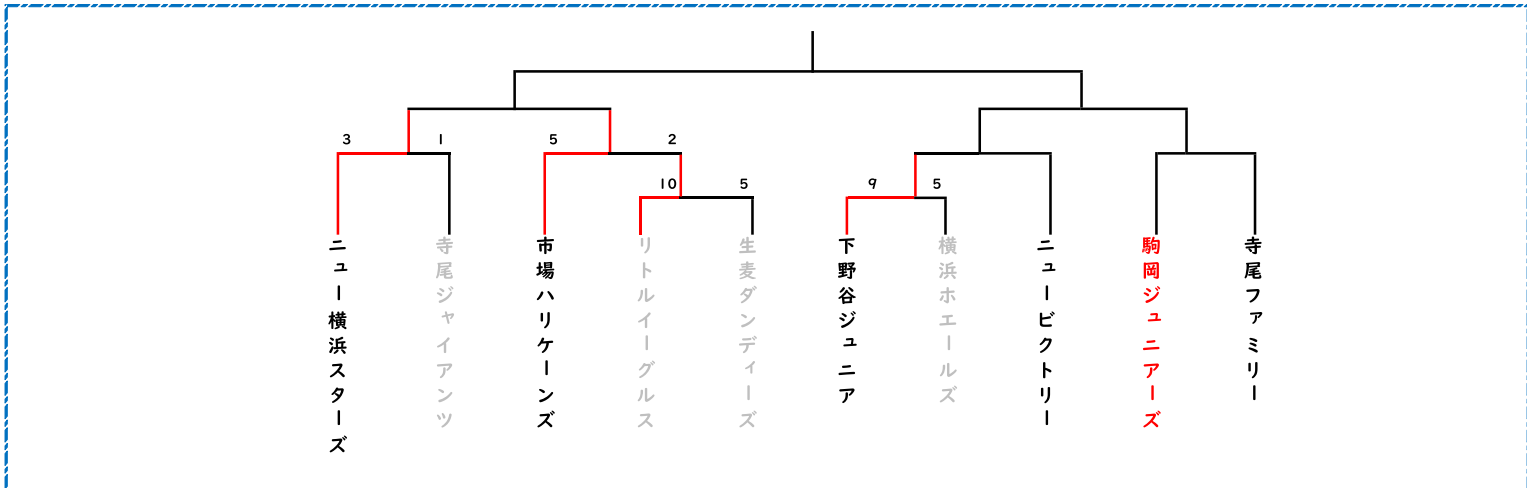 3 1 5 2
10 5 9 5
ニュー横浜スターズ
寺尾ジャイアンツ
市場ハリケーンズ
リトルイーグルス
生麦ダンディーズ
下野谷ジュニア
横浜ホエールズ
ニュービクトリー
駒岡ジュニアーズ
寺尾ファミリー